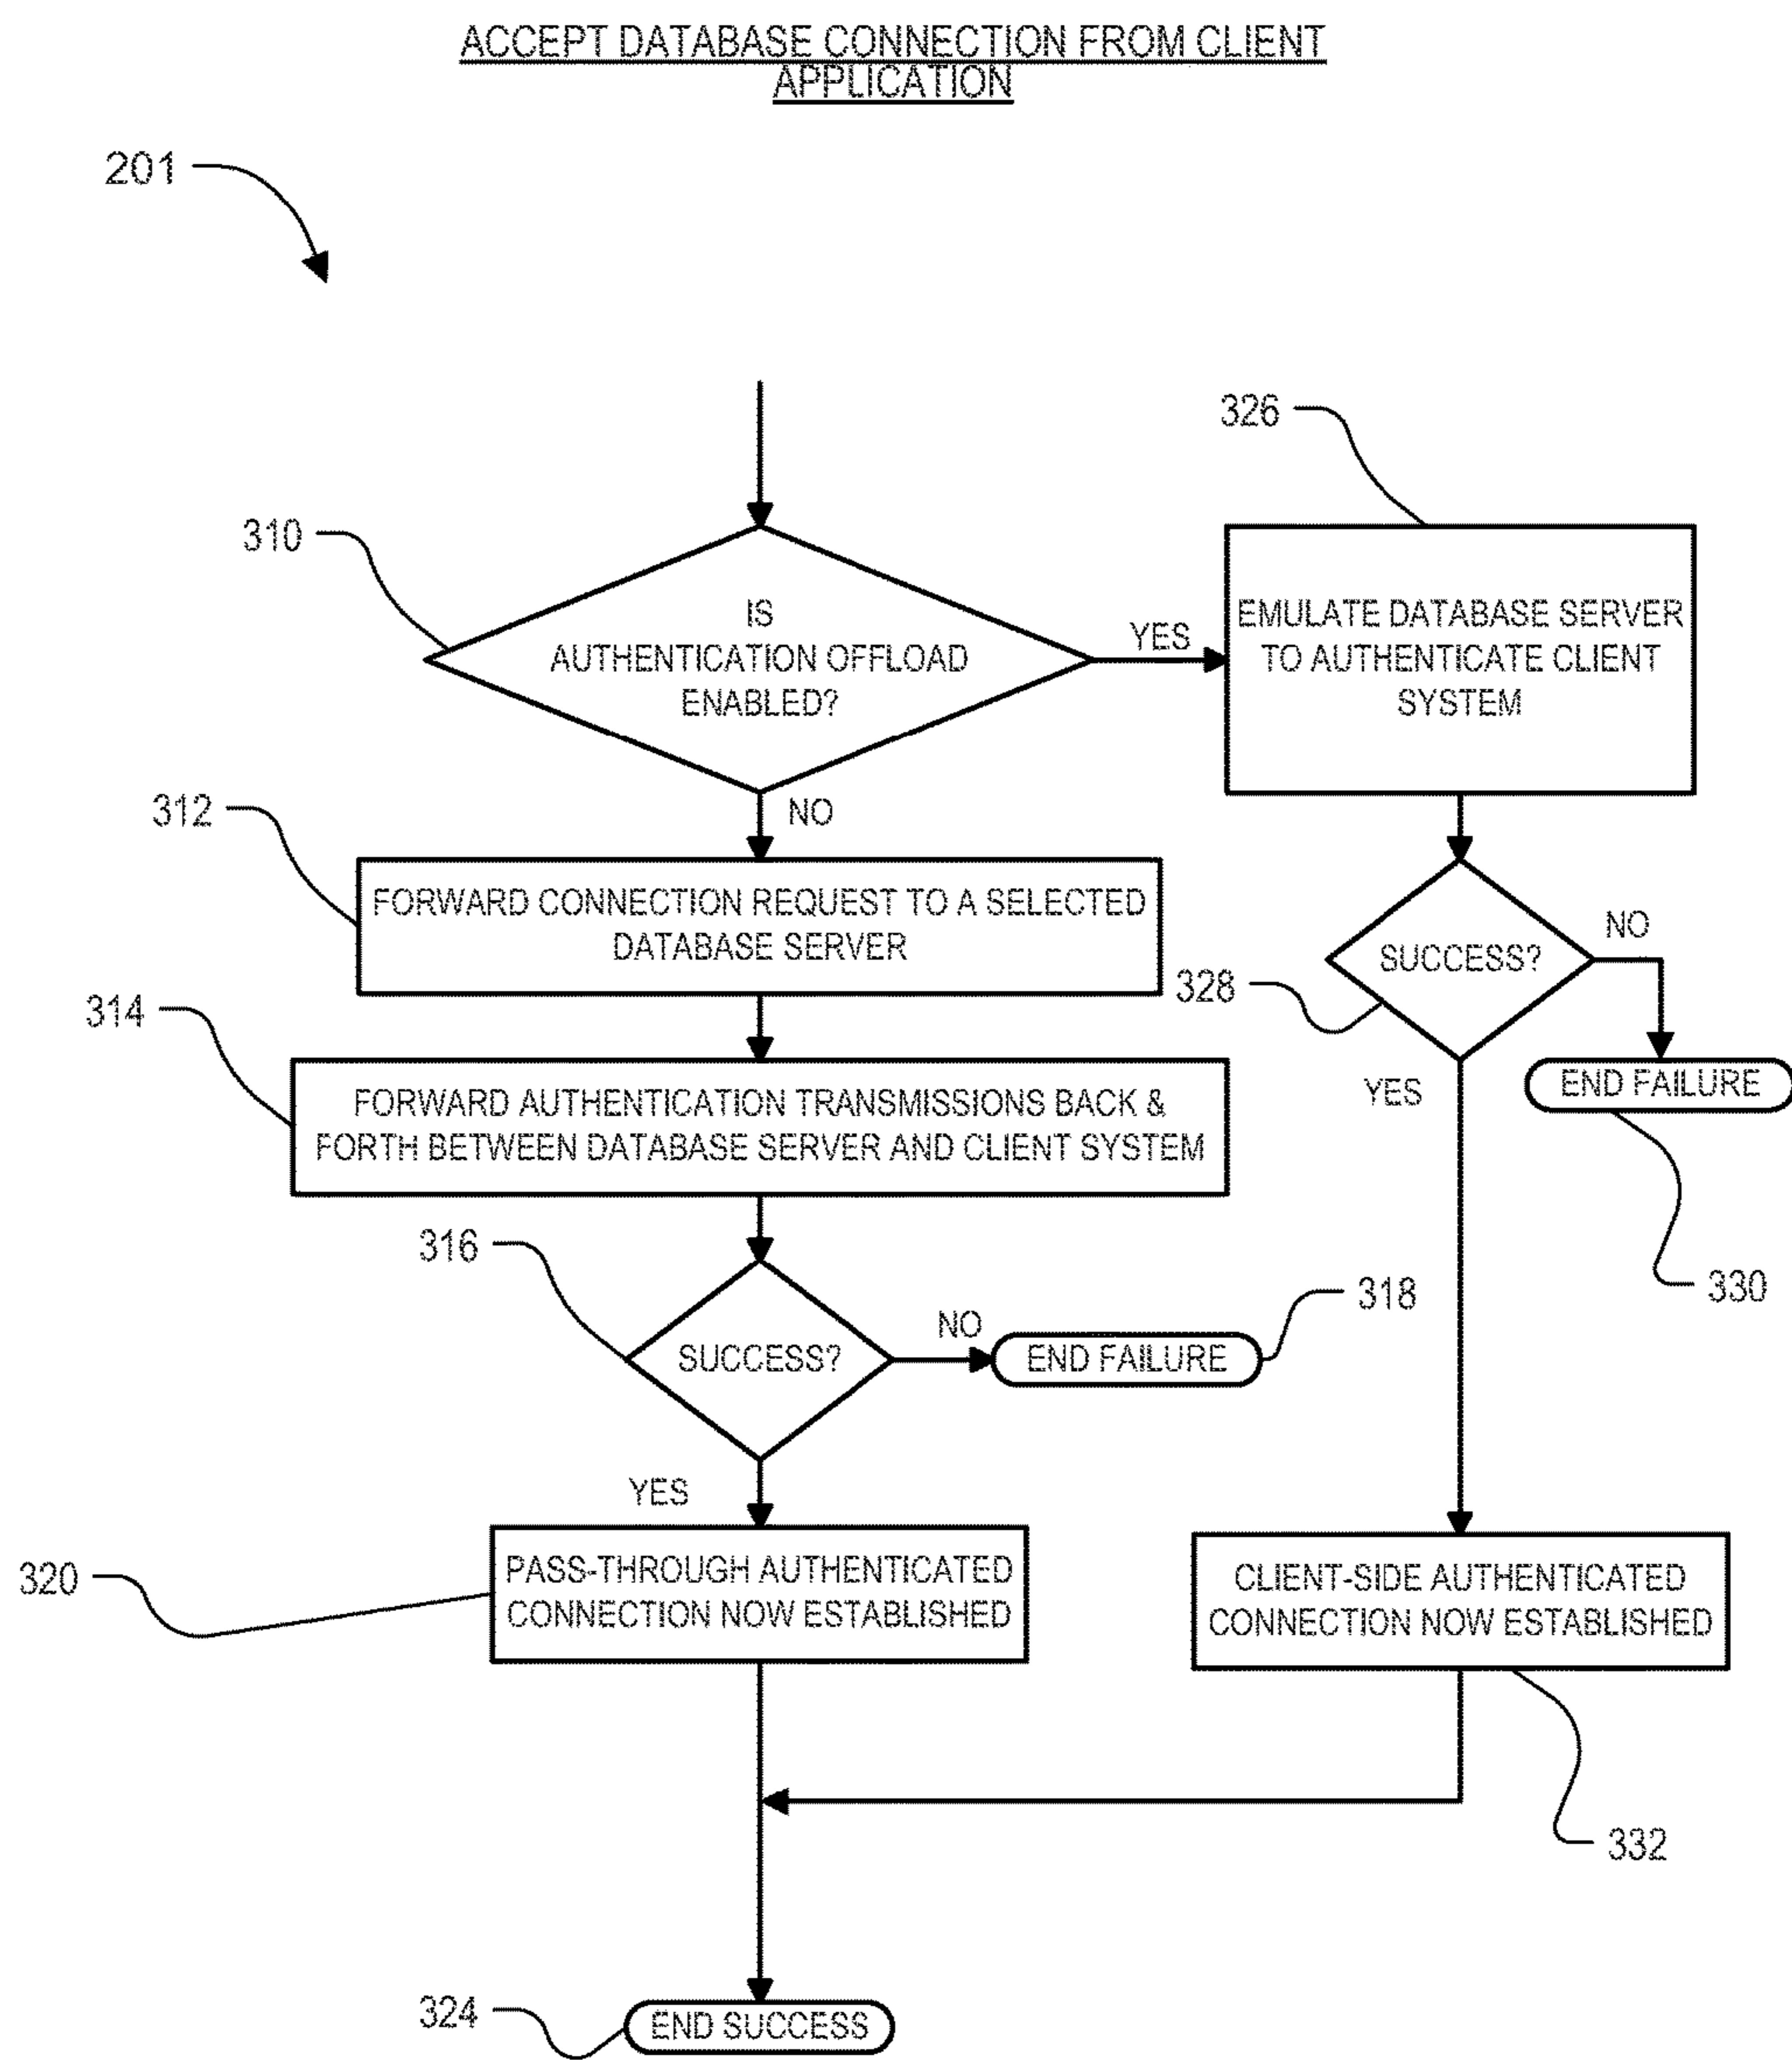 ACCEPT DATABASE CONNECTION FROM CLIENT
APPLICATION
201
326
310
IS
AUTHENTICATION OFFLOAD
ENABLED?
YES
EMULATE DATABASE SERVER
TO AUTHENTICATE CLIENT
SYSTEM
NO
312
FORWARD CONNECTION REQUEST TO A SELECTED
DATABASE SERVER
SUCCESS?
NO
328
314
YES
END FAILURE
FORWARD AUTHENTICATION TRANSMISSIONS BACK &
FORTH BETWEEN DATABASE SERVER AND CLIENT SYSTEM
316
330
318
NO
SUCCESS?
END FAILURE
YES
320
PASS-THROUGH AUTHENTICATED
CONNECTION NOW ESTABLISHED
CLIENT-SIDE AUTHENTICATED
CONNECTION NOW ESTABLISHED
332
324
END SUCCESS